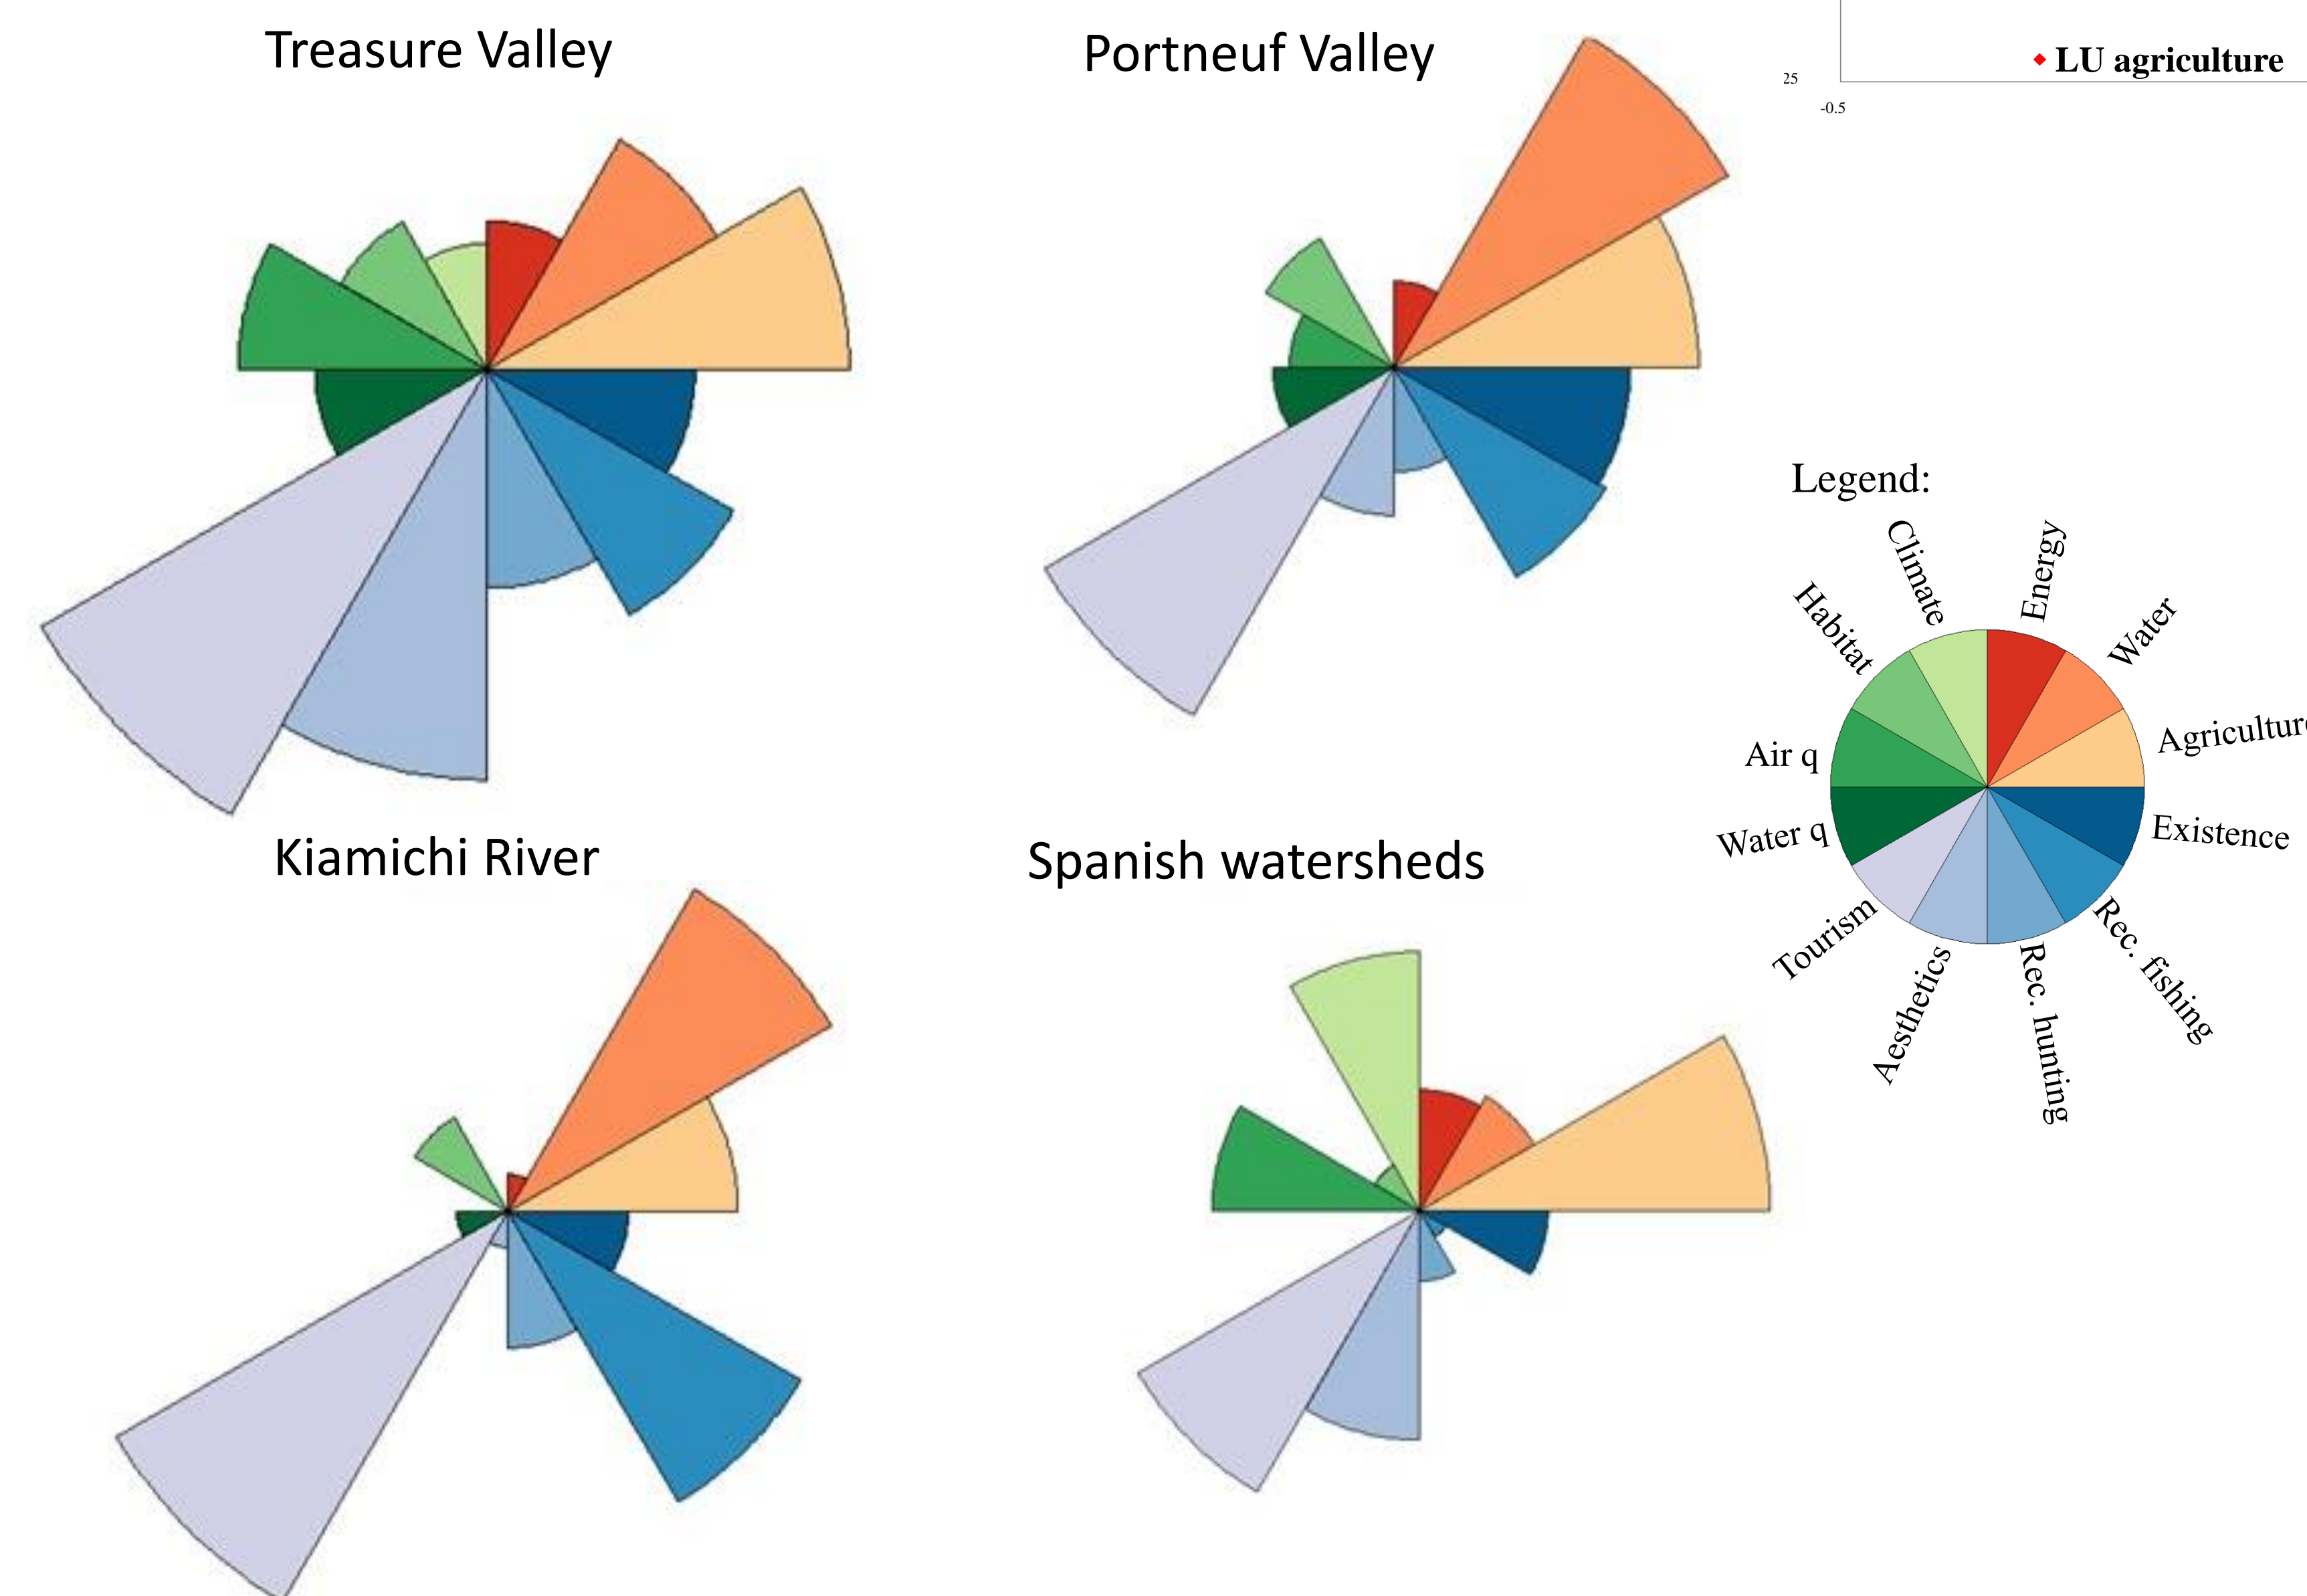 Treasure Valley
Portneuf Valley
25
-0.5
LU agriculture
Legend:
Climate
Energy
Habitat
Water
Air q
Agriculture
Water q
Existence
Tourism
Aesthetics
Rec. hunting
Rec. fishing
Kiamichi River
Spanish watersheds